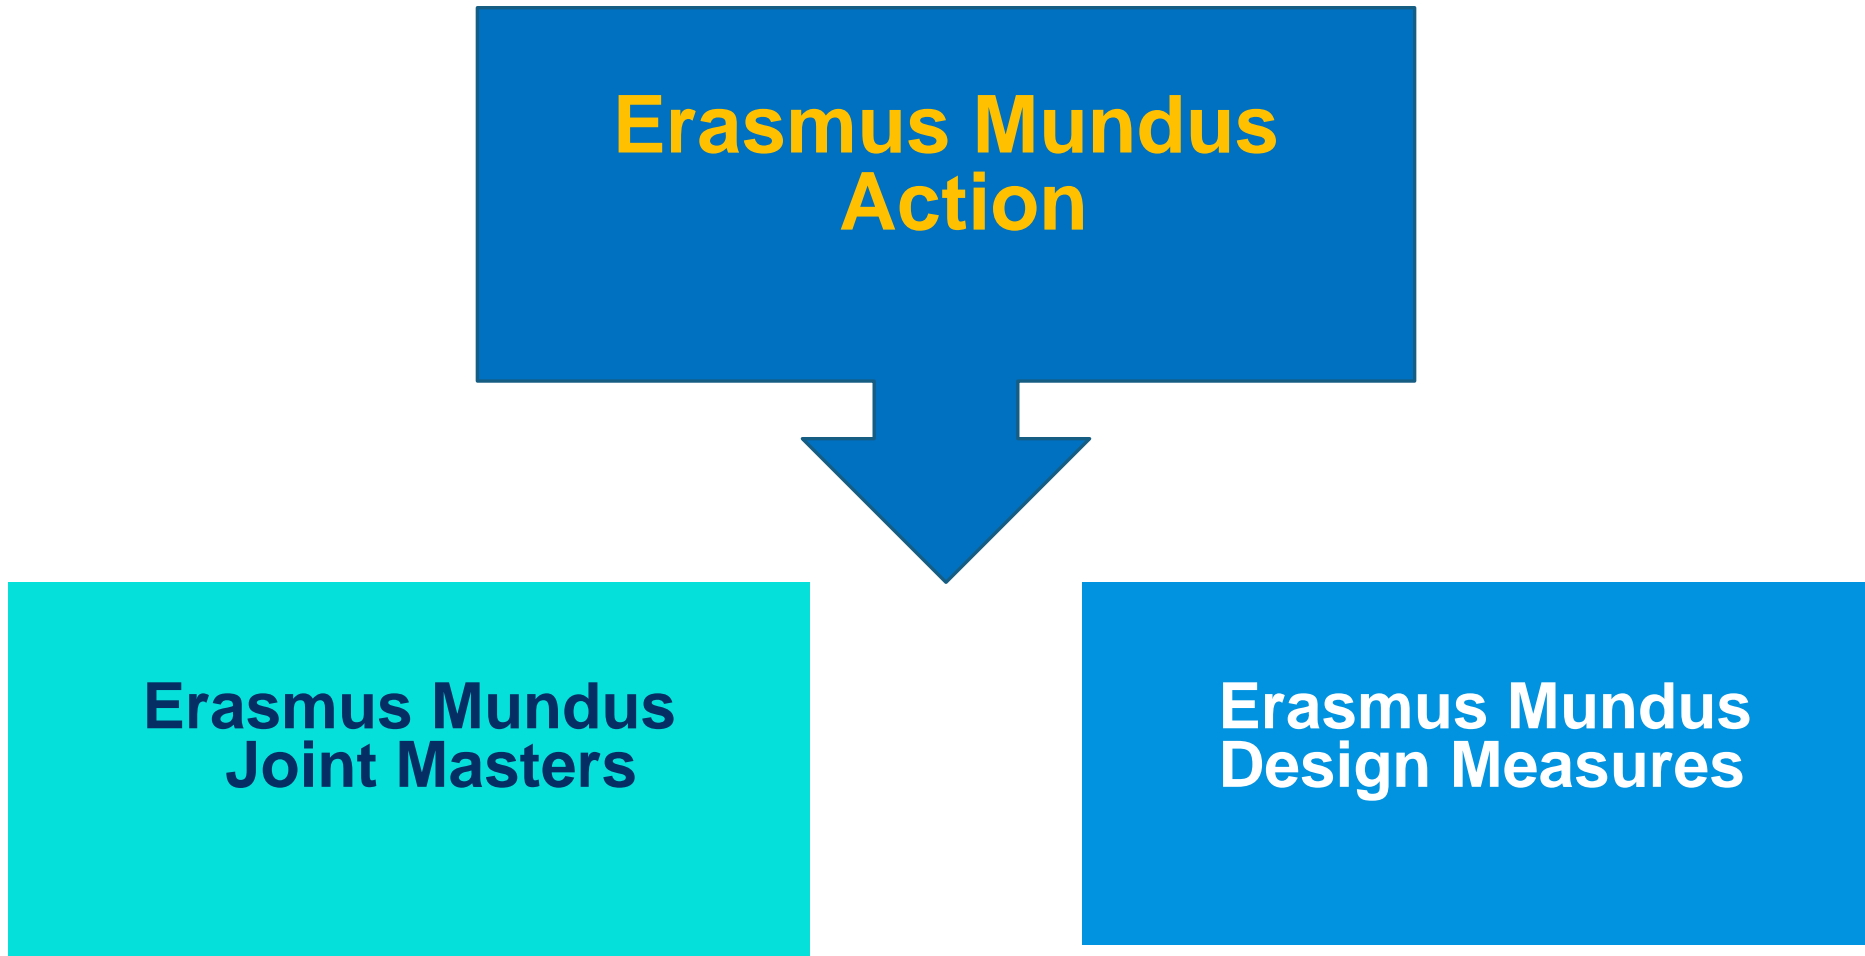 Erasmus Mundus
Action
Erasmus Mundus
Joint Masters
Erasmus Mundus
Design Measures